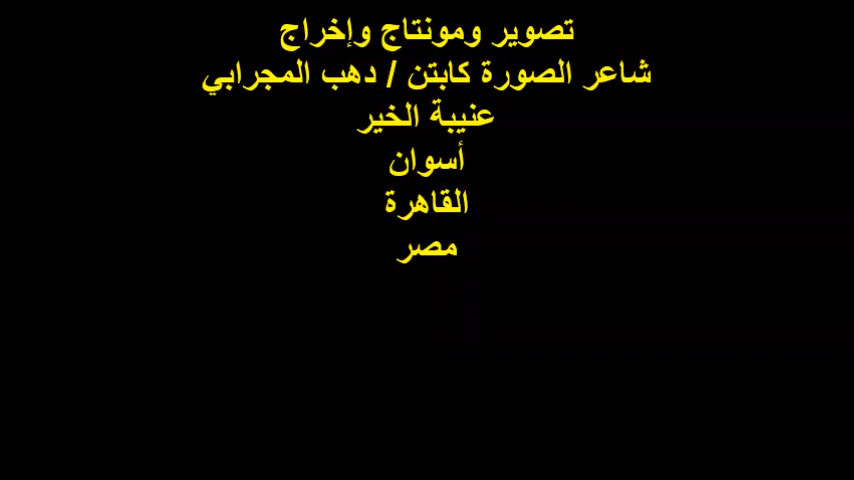 تصوير ومونتاج وإخراج
شاعر الصورة كابتن / دهب المجرابي
عنيبة الخير
أسوان
القاهرة
مصر